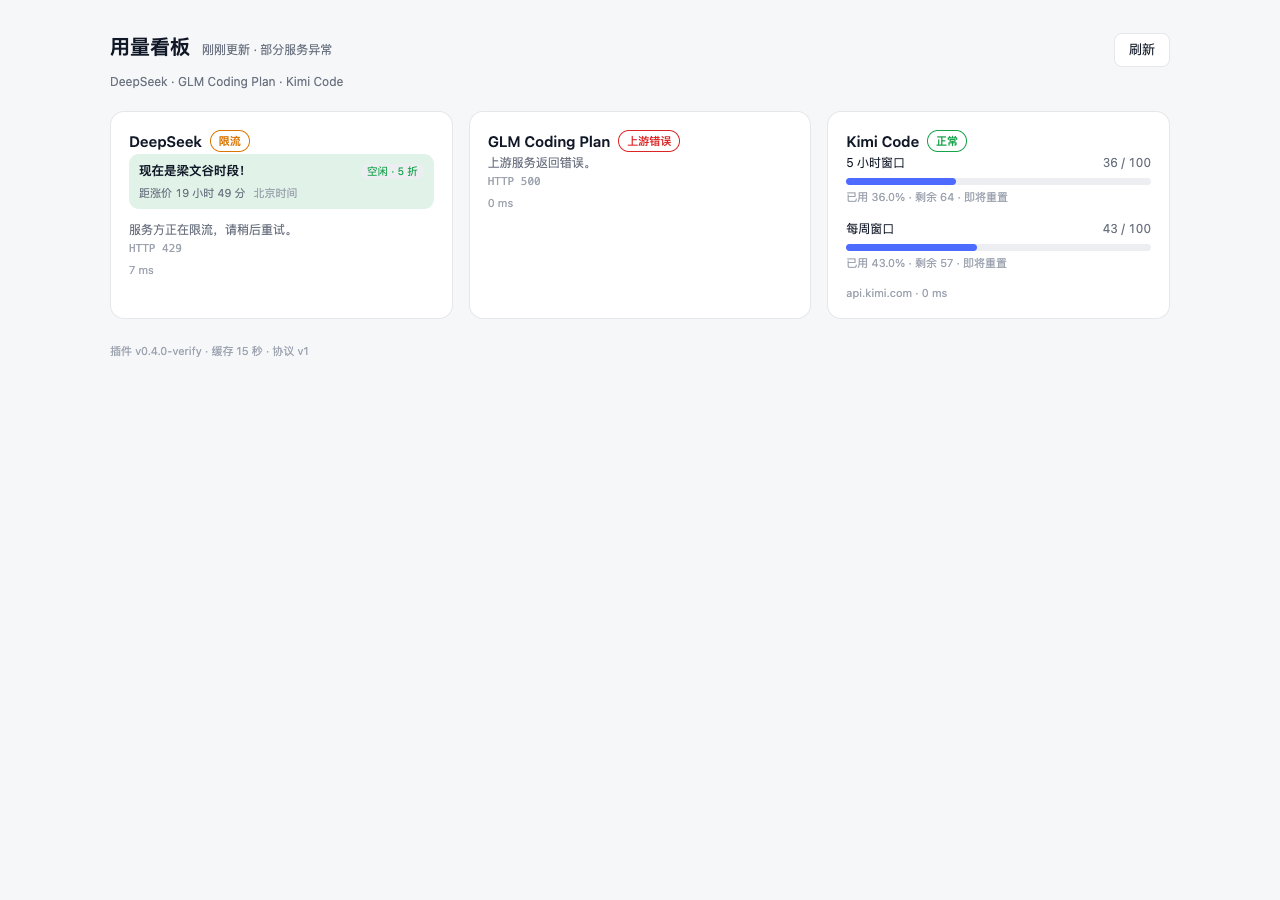 用量看板 刚刚更新 · 部分服务异常
刷新
DeepSeek · GLM Coding Plan · Kimi Code
DeepSeek 限流
现在是梁文谷时段! 空闲 · 5 折
距涨价 19 小时 49 分 北京时间
服务方正在限流，请稍后重试。
HTTP 429
7 ms
GLM Coding Plan 上游错误
上游服务返回错误。
HTTP 500
0 ms
Kimi Code 正常
5 小时窗口 36 / 100
已用 36.0% · 剩余 64 · 即将重置
每周窗口 43 / 100
已用 43.0% · 剩余 57 · 即将重置
api.kimi.com · 0 ms
插件 v0.4.0-verify · 缓存 15 秒 · 协议 v1